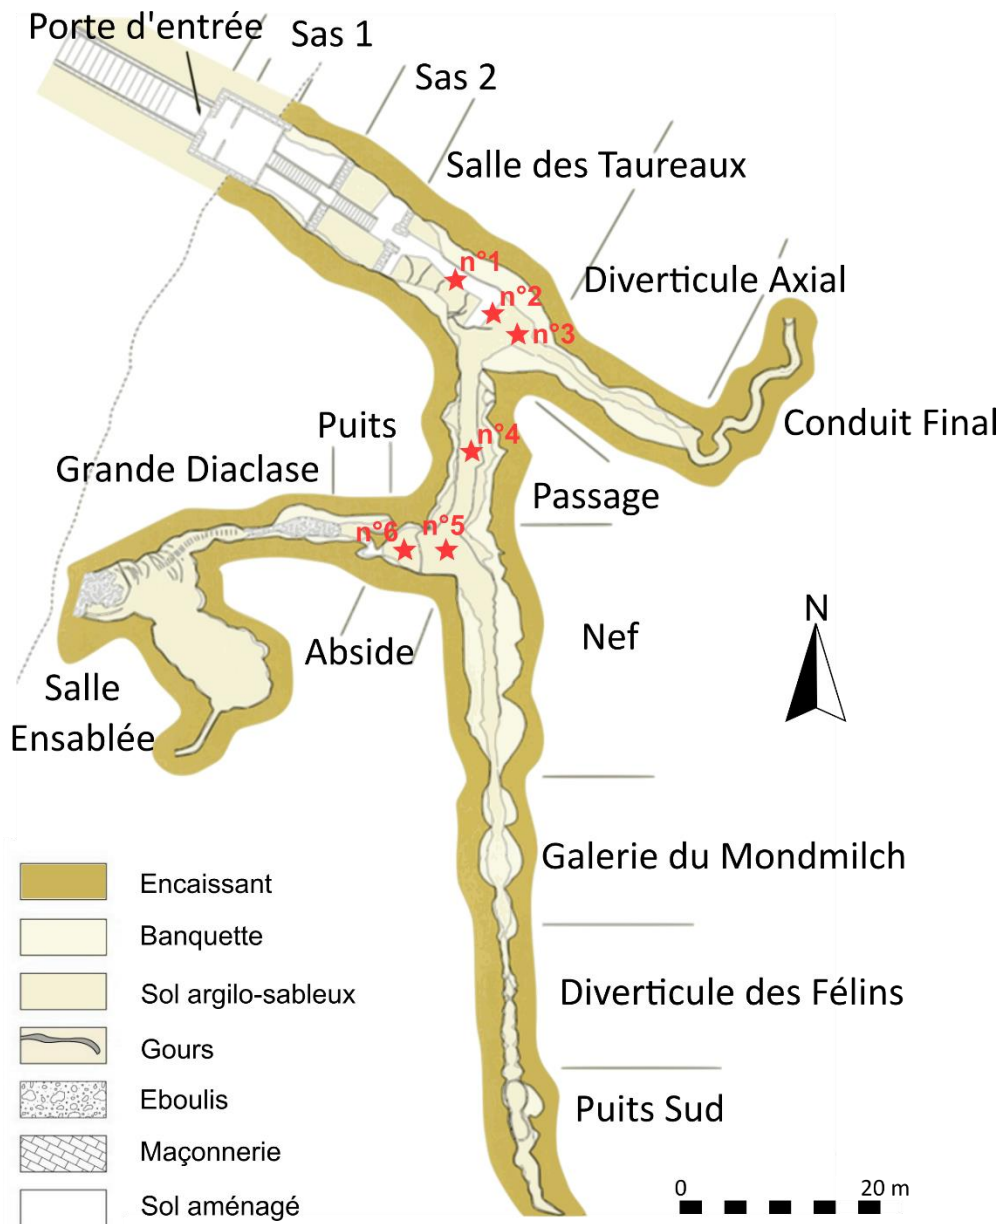 Porte d'entrée
Sas 1
Sas 2
Salle des Taureaux
n°1
Diverticule Axial
n°2
n°3
Conduit Final
Puits
n°4
Grande Diaclase
Passage
n°6
n°5
N
Nef
Abside
Salle
Ensablée
Galerie du Mondmilch
Encaissant
Banquette
Diverticule des Félins
Sol argilo-sableux
Gours
Eboulis
Puits Sud
Maçonnerie
0 20 m
Sol aménagé